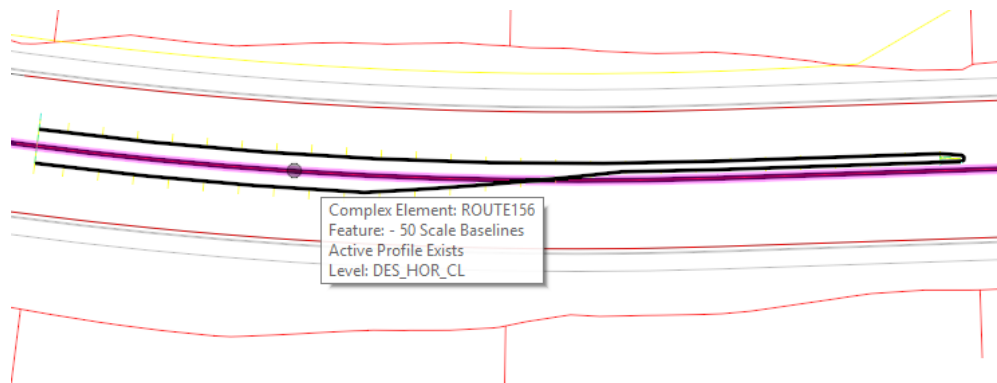 Complex Element: ROUTE156
Feature: - 50 Scale Baselines
Active Profile Exists
Level: DES_HOR_CL